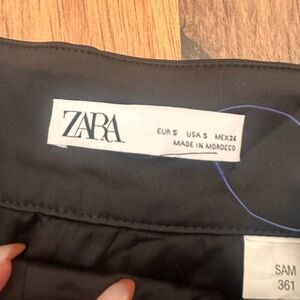 ZARA
EUR S USA S MEX 26
MADE IN MOROCCO
SAM
361